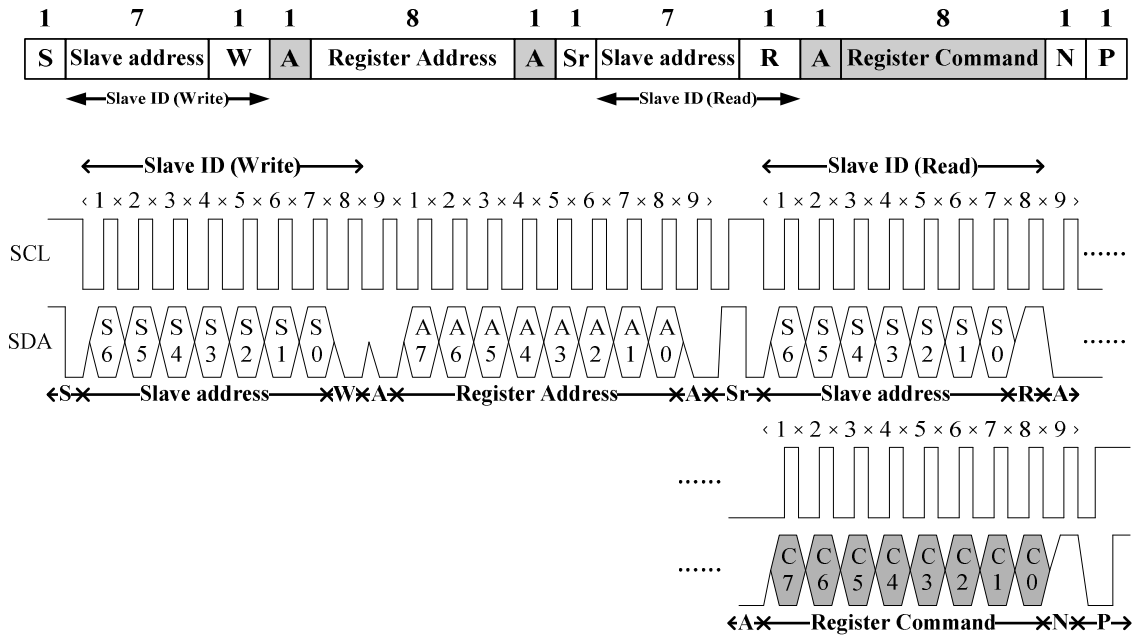 1 7 1 1 8 1 1 7 1 1 8 1 1
S Slave address W A Register Address A Sr Slave address R A Register Command N P
Slave ID (Write) Slave ID (Read)
Slave ID (Write) Slave ID (Read)
‹ 1 × 2 × 3 × 4 × 5 × 6 × 7 × 8 × 9 × 1 × 2 × 3 × 4 × 5 × 6 × 7 × 8 × 9 › ‹ 1 × 2 × 3 × 4 × 5 × 6 × 7 × 8 × 9 ›
SCL ······
SDA S6 S5 S4 S3 S2 S1 S0 A7 A6 A5 A4 A3 A2 A1 A0 S6 S5 S4 S3 S2 S1 S0 ······
S Slave address W A Register Address A Sr Slave address R A
‹ 1 × 2 × 3 × 4 × 5 × 6 × 7 × 8 × 9 ›
······
······ C7 C6 C5 C4 C3 C2 C1 C0
A Register Command N P